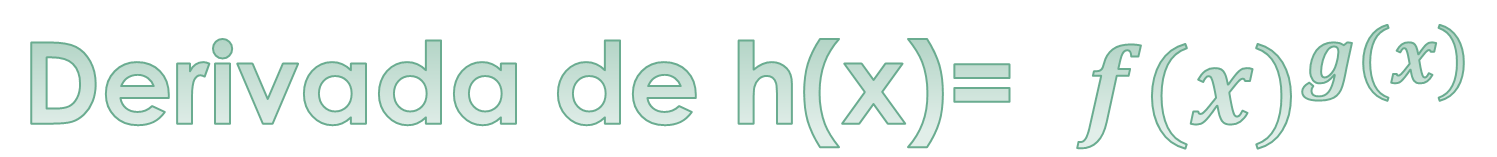 Derivada de h(x)= f(x)^{g(x)}